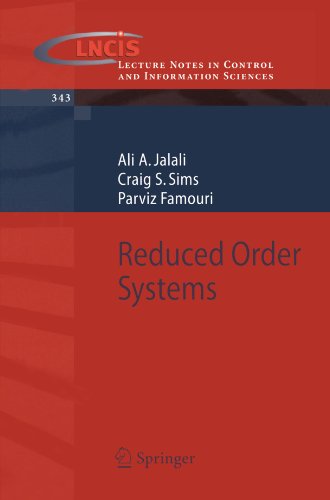 LNCIS
LECTURE NOTES IN CONTROL
AND INFORMATION SCIENCES
343
Ali A. Jalali
Craig S. Sims
Parviz Famouri
Reduced Order
Systems
Springer